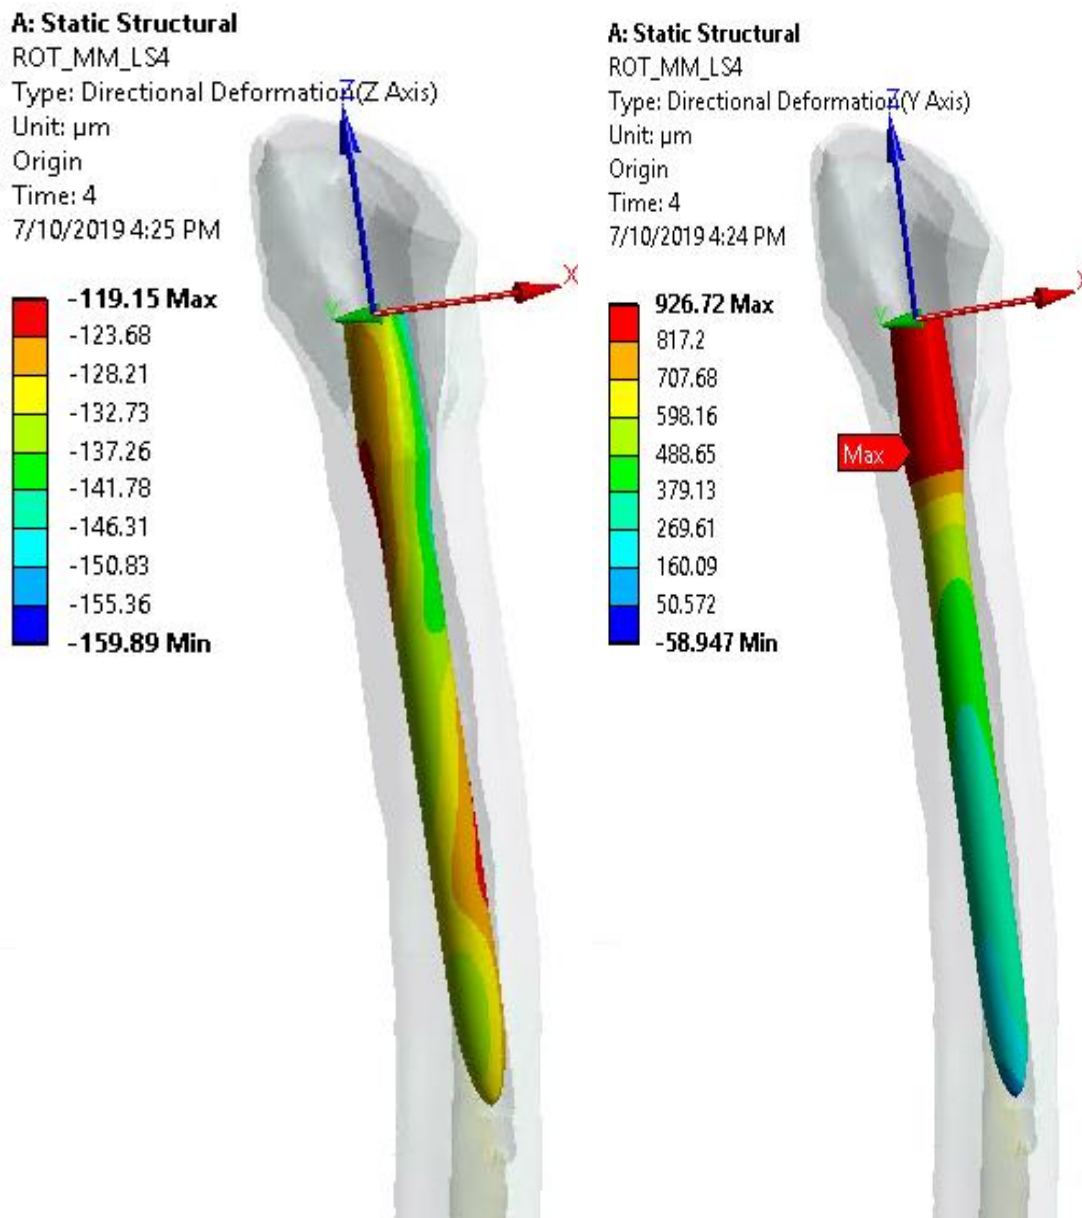 A: Static Structural
ROT_MM_LS4
Type: Directional Deformation(Z Axis)
Unit: µm
Origin
Time: 4
7/10/2019 4:25 PM
Z
X
Y
-119.15 Max
-123.68
-128.21
-132.73
-137.26
-141.78
-146.31
-150.83
-155.36
-159.89 Min
A: Static Structural
ROT_MM_LS4
Type: Directional Deformation(Y Axis)
Unit: µm
Origin
Time: 4
7/10/2019 4:24 PM
Z
X
Y
926.72 Max
817.2
707.68
598.16
488.65
379.13
269.61
160.09
50.572
-58.947 Min
Max